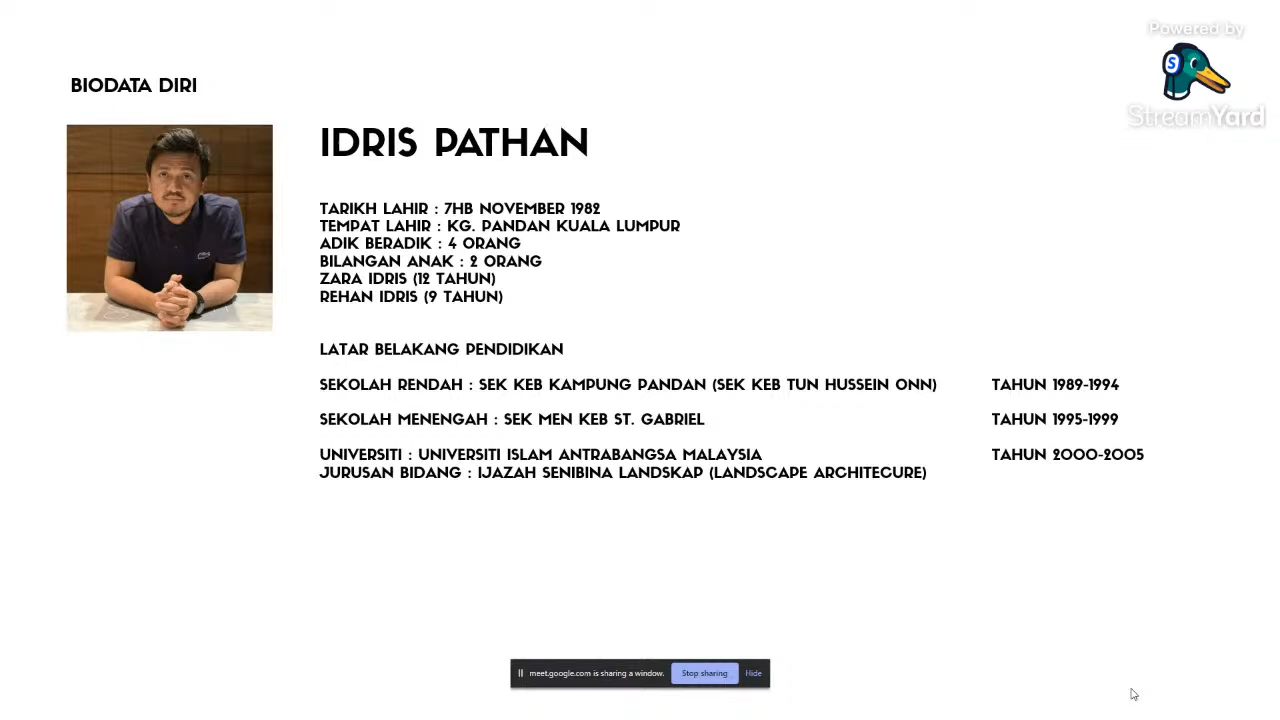 Powered by
StreamYard
BIODATA DIRI
IDRIS PATHAN
TARIKH LAHIR : 7HB NOVEMBER 1982
TEMPAT LAHIR : KG. PANDAN KUALA LUMPUR
ADIK BERADIK : 4 ORANG
BILANGAN ANAK : 2 ORANG
ZARA IDRIS (12 TAHUN)
REHAN IDRIS (9 TAHUN)
LATAR BELAKANG PENDIDIKAN
SEKOLAH RENDAH : SEK KEB KAMPUNG PANDAN (SEK KEB TUN HUSSEIN ONN) TAHUN 1989-1994
SEKOLAH MENENGAH : SEK MEN KEB ST. GABRIEL TAHUN 1995-1999
UNIVERSITI : UNIVERSITI ISLAM ANTRABANGSA MALAYSIA TAHUN 2000-2005
JURUSAN BIDANG : IJAZAH SENIBINA LANDSKAP (LANDSCAPE ARCHITECURE)
meet.google.com is sharing a window. Stop sharing Hide